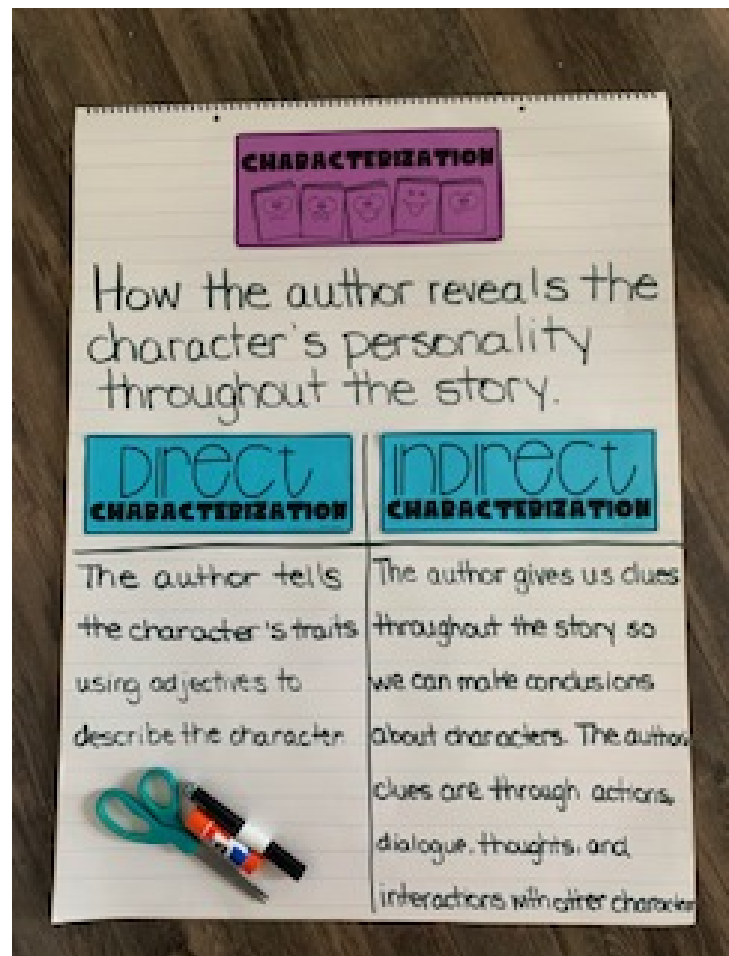 CHARACTERIZATION
How the author reveals the
character's personality
throughout the story.
DIRECT
CHARACTERIZATION
The author tells
the character's traits
using adjectives to
describe the character.
INDIRECT
CHARACTERIZATION
The author gives us clues
throughout the story so
we can make conclusions
about characters. The author
clues are through actions,
dialogue, thoughts, and
interactions with other character